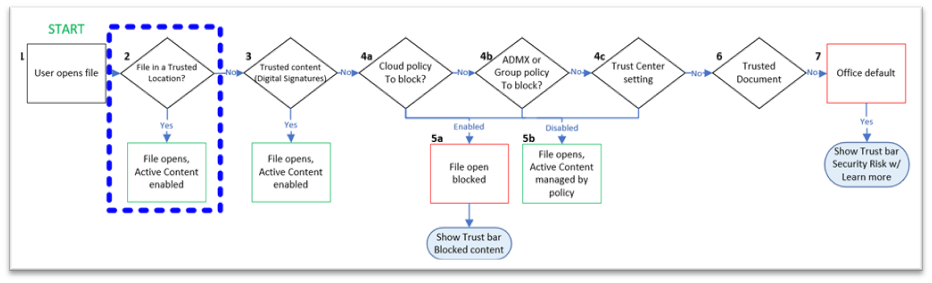 START
1
User opens file
2
File in a Trusted
Location?
No
3
Trusted content
(Digital Signatures)
No
4a
Cloud policy
To block?
No
4b
ADMX or
Group policy
To block?
No
4c
Trust Center
setting
No
6
Trusted
Document
No
7
Office default
Yes
File opens,
Active Content
enabled
Yes
File opens,
Active Content
enabled
Enabled
5a
File open
blocked
Show Trust bar
Blocked content
Disabled
5b
File opens,
Active Content
managed by
policy
Yes
Show Trust bar
Security Risk w/
Learn more